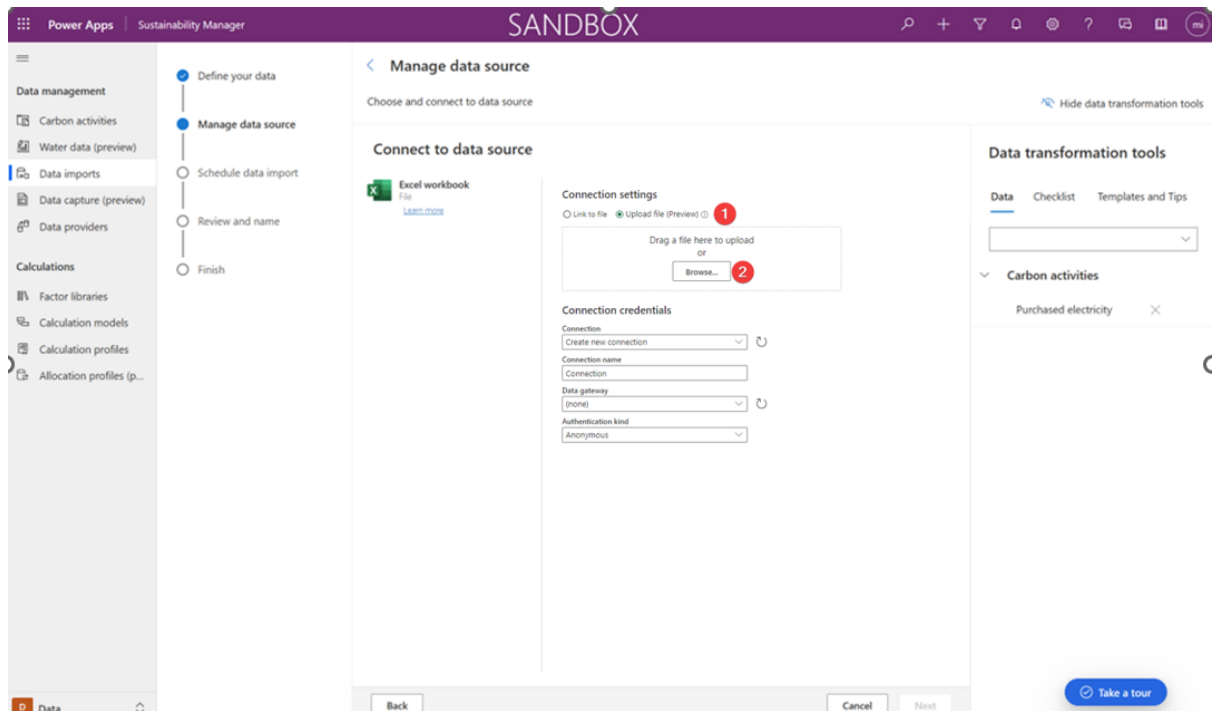 Power Apps
Sustainability Manager
SANDBOX
mi
Data management
Carbon activities
Water data (preview)
Data imports
Data capture (preview)
Data providers
Calculations
Factor libraries
Calculation models
Calculation profiles
Allocation profiles (p...
D Data
Define your data
Manage data source
Schedule data import
Review and name
Finish
Manage data source
Choose and connect to data source
Hide data transformation tools
Connect to data source
Excel workbook
File
Learn more
Connection settings
Link to file Upload file (Preview) 1
Drag a file here to upload
or
Browse... 2
Connection credentials
Connection
Create new connection
Connection name
Connection
Data gateway
(none)
Authentication kind
Anonymous
Data transformation tools
Data Checklist Templates and Tips
Carbon activities
Purchased electricity
Take a tour
Back
Cancel
Next